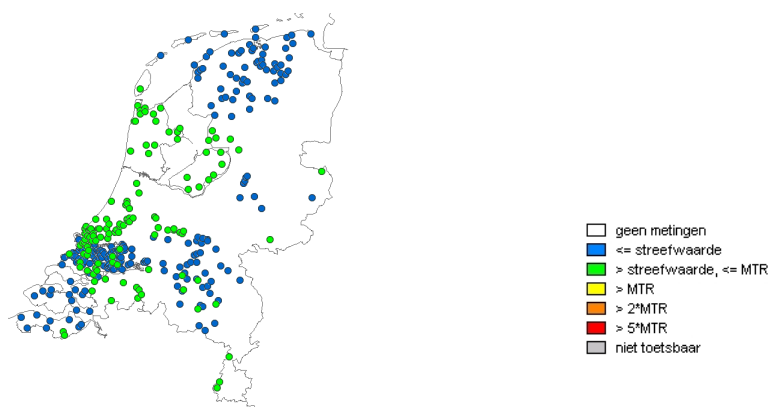 geen metingen
<= streefwaarde
> streefwaarde, <= MTR
> MTR
> 2*MTR
> 5*MTR
niet toetsbaar